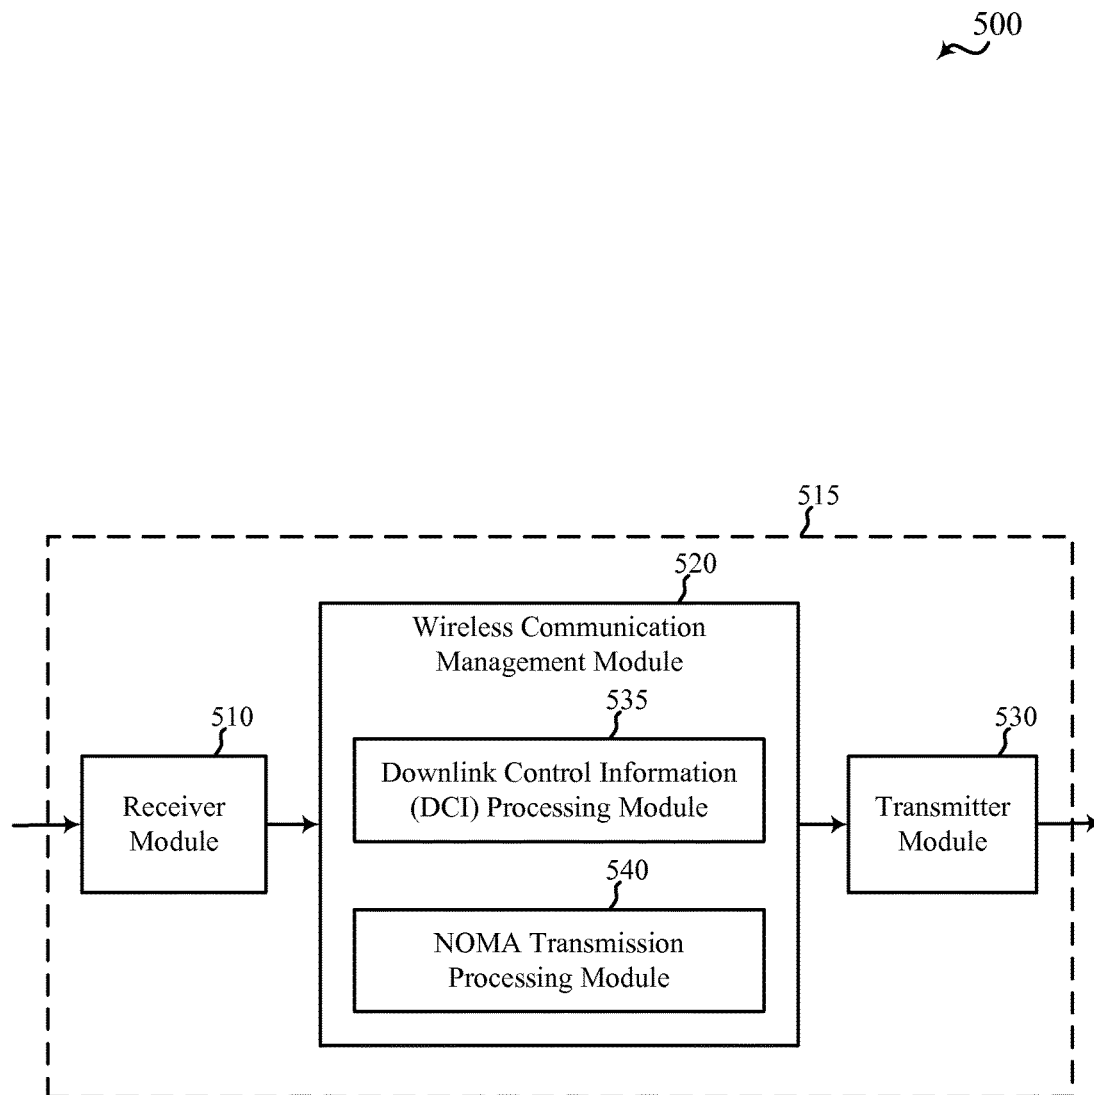 500
515
520
Wireless Communication
Management Module
535
510
530
Downlink Control Information
(DCI) Processing Module
Receiver
Module
Transmitter
Module
540
NOMA Transmission
Processing Module